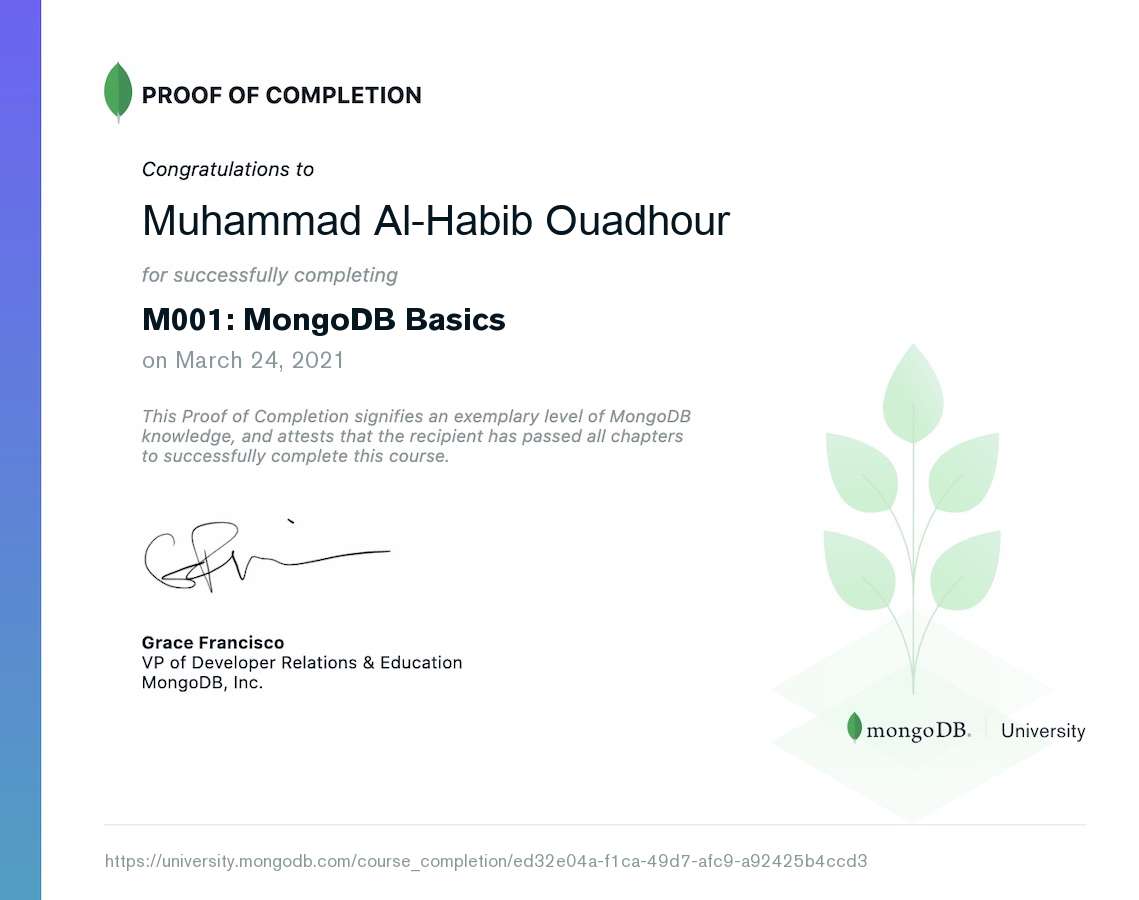 PROOF OF COMPLETION
Congratulations to
Muhammad Al-Habib Ouadhour
for successfully completing
M001: MongoDB Basics
on March 24, 2021
This Proof of Completion signifies an exemplary level of MongoDB
knowledge, and attests that the recipient has passed all chapters
to successfully complete this course.
Grace Francisco
VP of Developer Relations & Education
MongoDB, Inc.
mongoDB. University
https://university.mongodb.com/course_completion/ed32e04a-f1ca-49d7-afc9-a92425b4ccd3